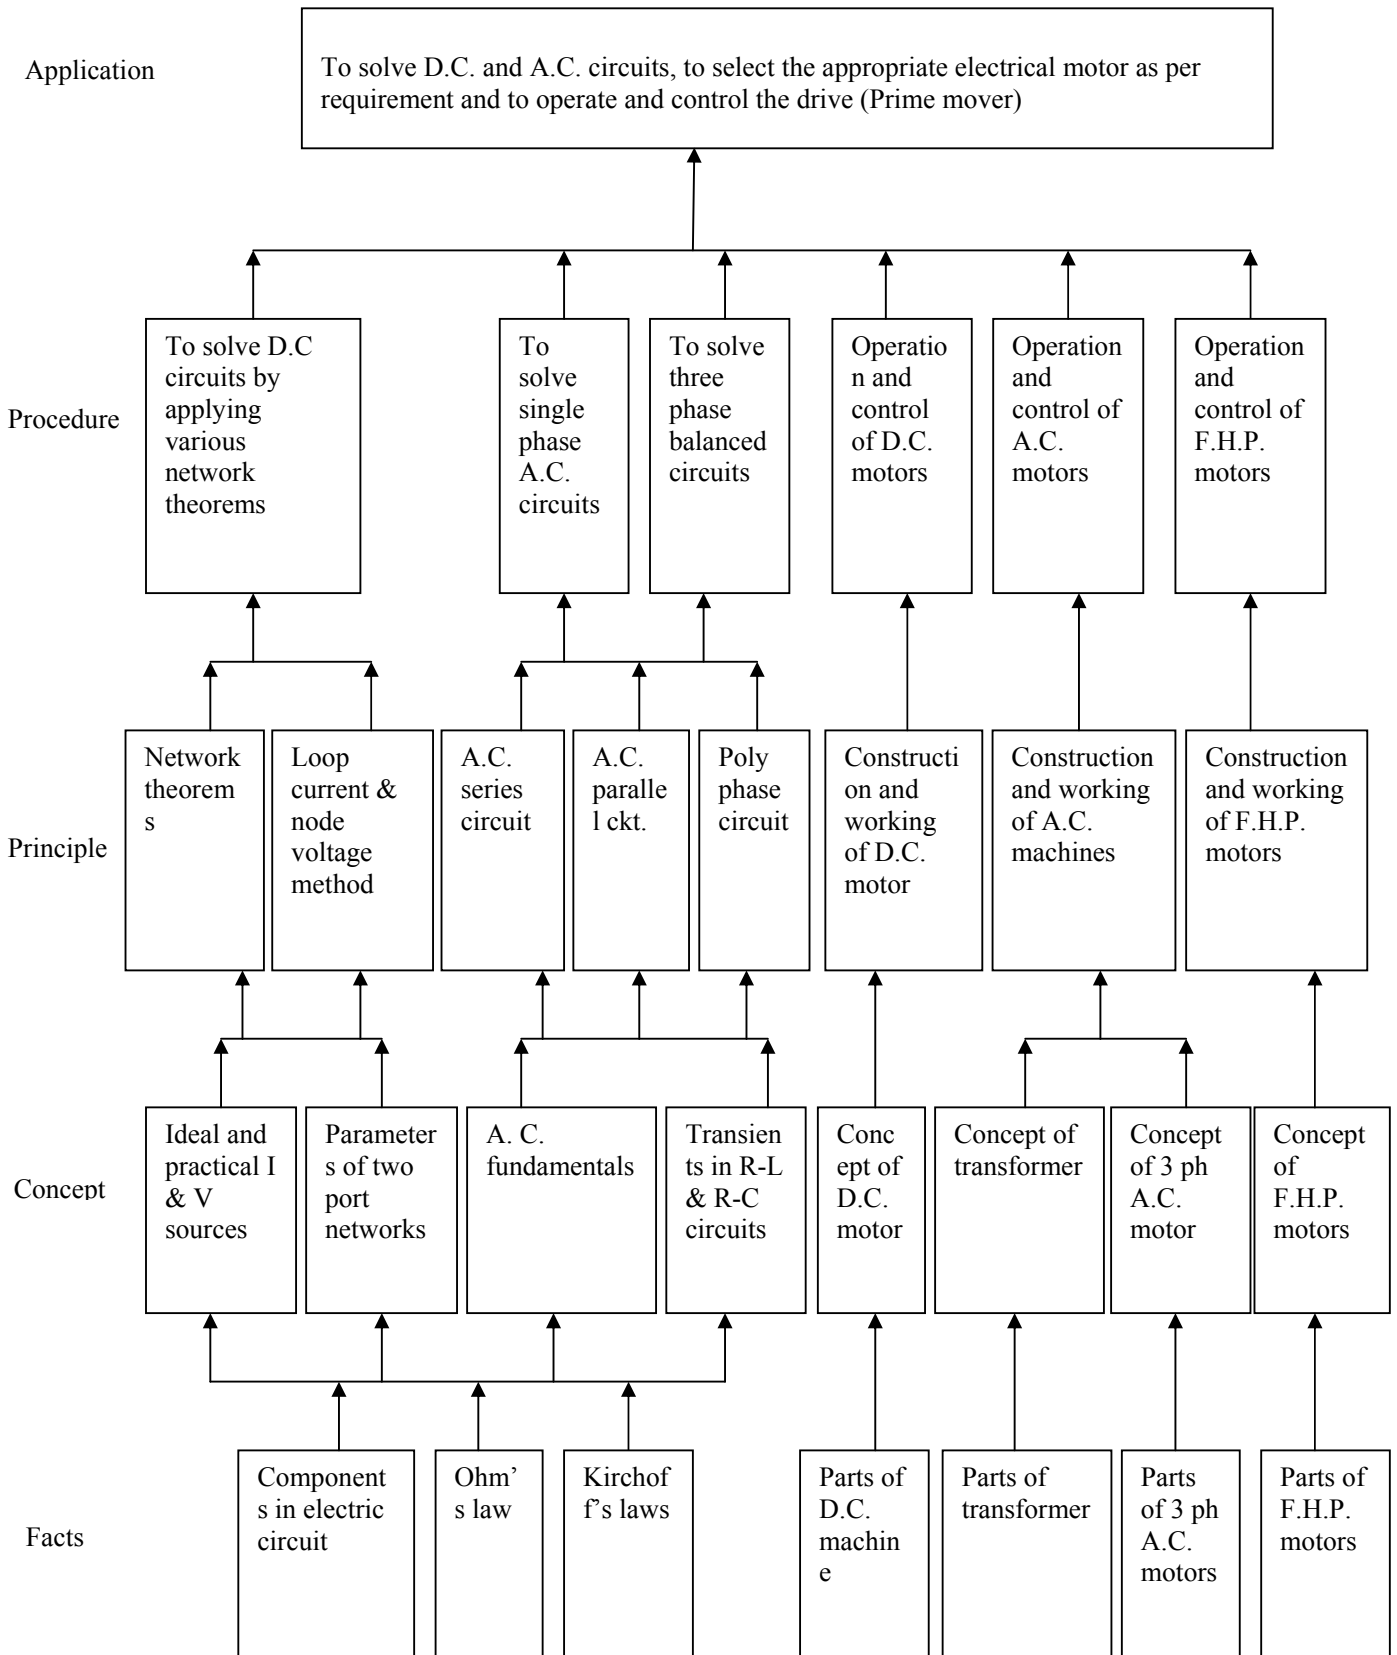 Application
To solve D.C. and A.C. circuits, to select the appropriate electrical motor as per
requirement and to operate and control the drive (Prime mover)
Procedure
To solve D.C
circuits by
applying
various
network
theorems
To
solve
single
phase
A.C.
circuits
To solve
three
phase
balanced
circuits
Operatio
n and
control
of D.C.
motors
Operation
and
control of
A.C.
motors
Operation
and
control of
F.H.P.
motors
Principle
Network
theorem
s
Loop
current &
node
voltage
method
A.C.
series
circuit
A.C.
paralle
l ckt.
Poly
phase
circuit
Constructi
on and
working
of D.C.
motor
Construction
and working
of A.C.
machines
Construction
and working
of F.H.P.
motors
Concept
Ideal and
practical I
& V
sources
Parameter
s of two
port
networks
A. C.
fundamentals
Transien
ts in R-L
& R-C
circuits
Conc
ept of
D.C.
motor
Concept of
transformer
Concept
of 3 ph
A.C.
motor
Concept
of
F.H.P.
motors
Facts
Component
s in electric
circuit
Ohm'
s law
Kirchof
f's laws
Parts of
D.C.
machin
e
Parts of
transformer
Parts
of 3 ph
A.C.
motors
Parts of
F.H.P.
motors